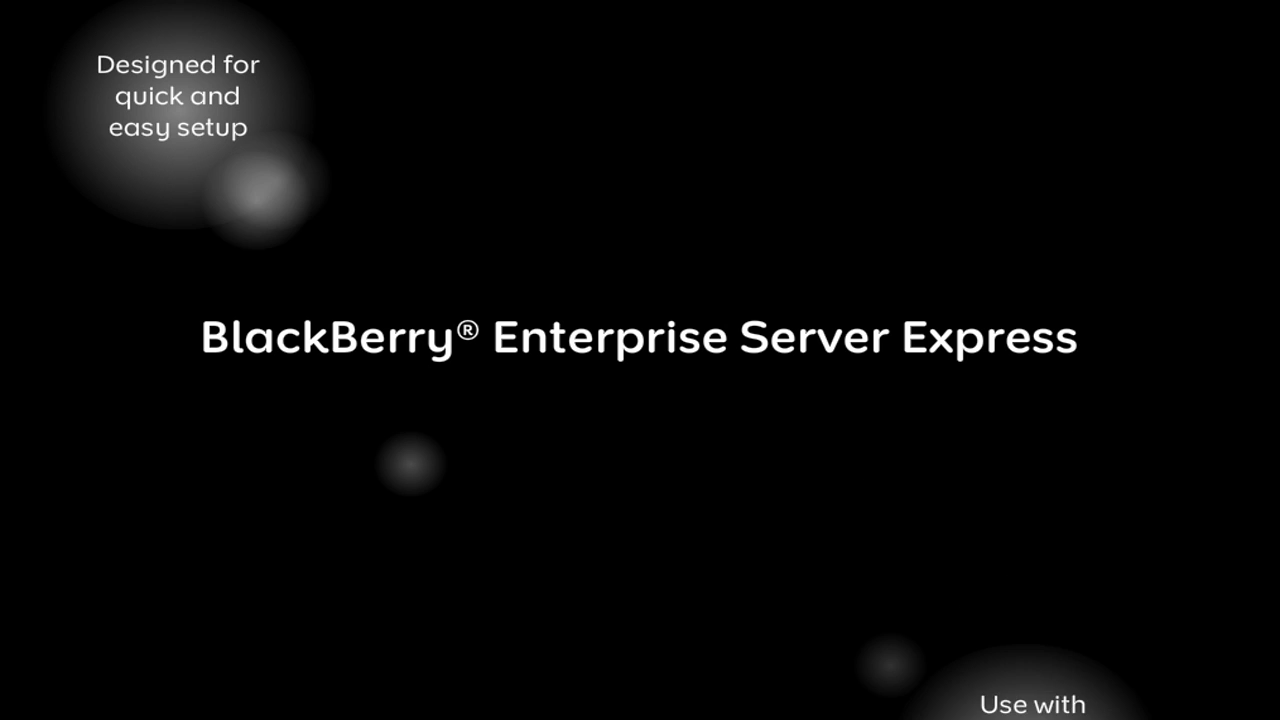 Designed for
quick and
easy setup
BlackBerry® Enterprise Server Express
Use with